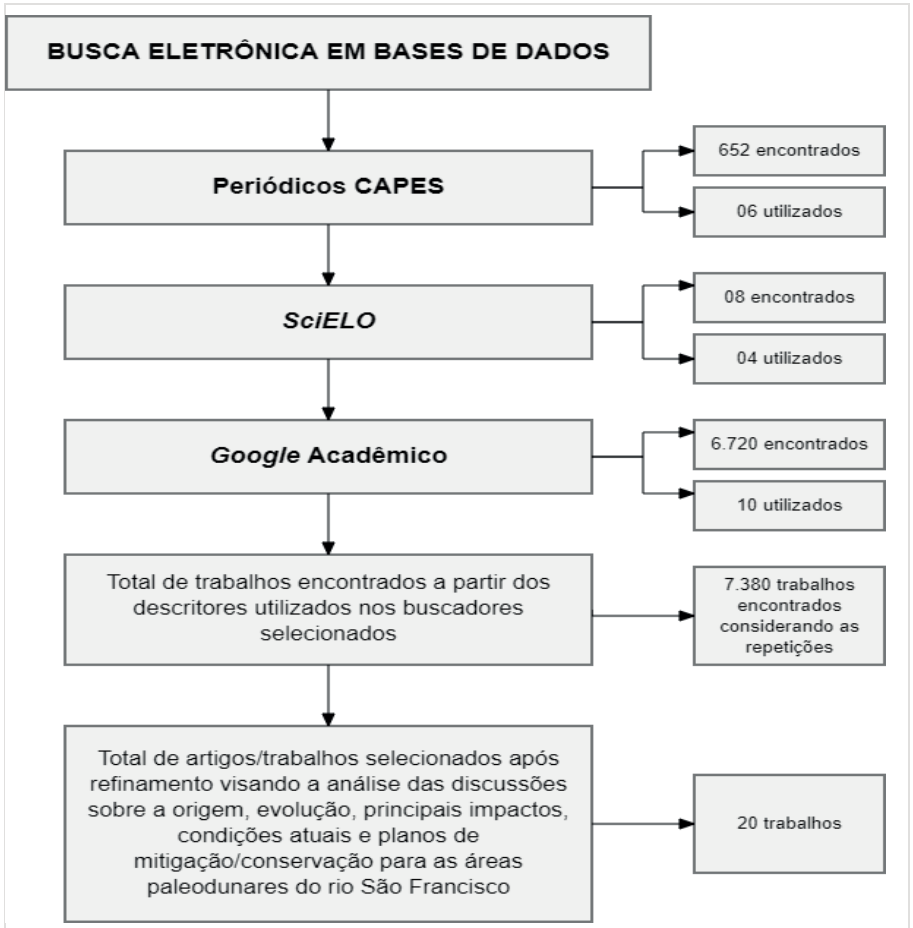 BUSCA ELETRÔNICA EM BASES DE DADOS
Periódicos CAPES
652 encontrados
06 utilizados
SciELO
08 encontrados
04 utilizados
Google Acadêmico
6.720 encontrados
10 utilizados
Total de trabalhos encontrados a partir dos
descritores utilizados nos buscadores
selecionados
7.380 trabalhos
encontrados
considerando as
repetições
Total de artigos/trabalhos selecionados após
refinamento visando a análise das discussões
sobre a origem, evolução, principais impactos,
condições atuais e planos de
mitigação/conservação para as áreas
paleodunares do rio São Francisco
20 trabalhos